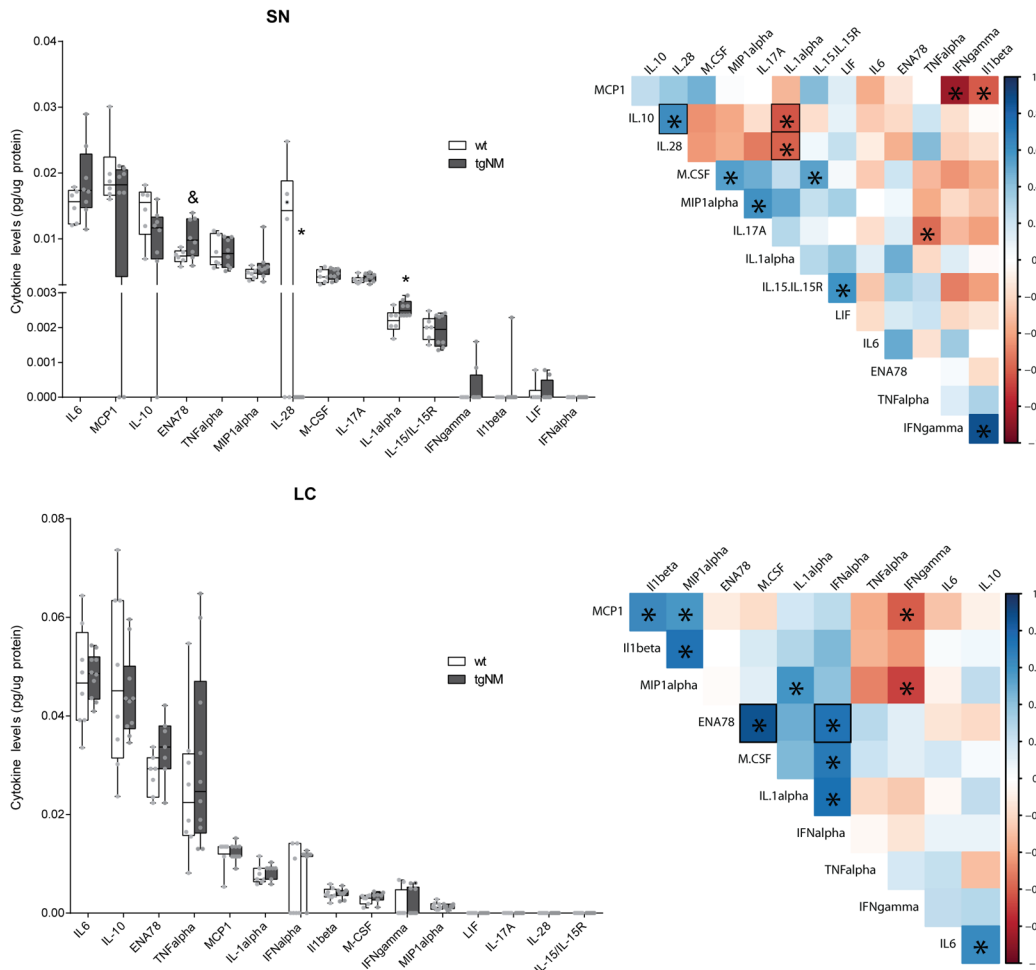 SN
0.04
0.03
0.02
0.01
0.003
0.002
0.001
0.000
Cytokine levels (pg/ug protein)
wt
tgNM
&
*
*
IL6
MCP1
IL-10
ENA78
TNFalpha
MIP1alpha
IL-28
M-CSF
IL-17A
IL-1alpha
IL-15/IL-15R
IFNgamma
Il1beta
LIF
IFNalpha
IL.10
IL.28
M.CSF
MIP1alpha
IL.17A
IL.1alpha
IL.15.IL.15R
LIF
IL6
ENA78
TNFalpha
IFNgamma
Il1beta
MCP1 * *
IL.10 * *
IL.28 *
M.CSF * *
MIP1alpha *
IL.17A *
IL.1alpha
IL.15.IL.15R *
LIF
IL6
ENA78
TNFalpha
IFNgamma *
LC
0.08
0.06
0.04
0.02
0.00
Cytokine levels (pg/ug protein)
wt
tgNM
IL6
IL-10
ENA78
TNFalpha
MCP1
IL-1alpha
IFNalpha
Il1beta
M-CSF
IFNgamma
MIP1alpha
LIF
IL-17A
IL-28
IL-15/IL-15R
Il1beta
MIP1alpha
ENA78
M.CSF
IL.1alpha
IFNalpha
TNFalpha
IFNgamma
IL6
IL.10
MCP1 * * *
Il1beta *
MIP1alpha * *
ENA78 * *
M.CSF *
IL.1alpha *
IFNalpha
TNFalpha
IFNgamma
IL6 *